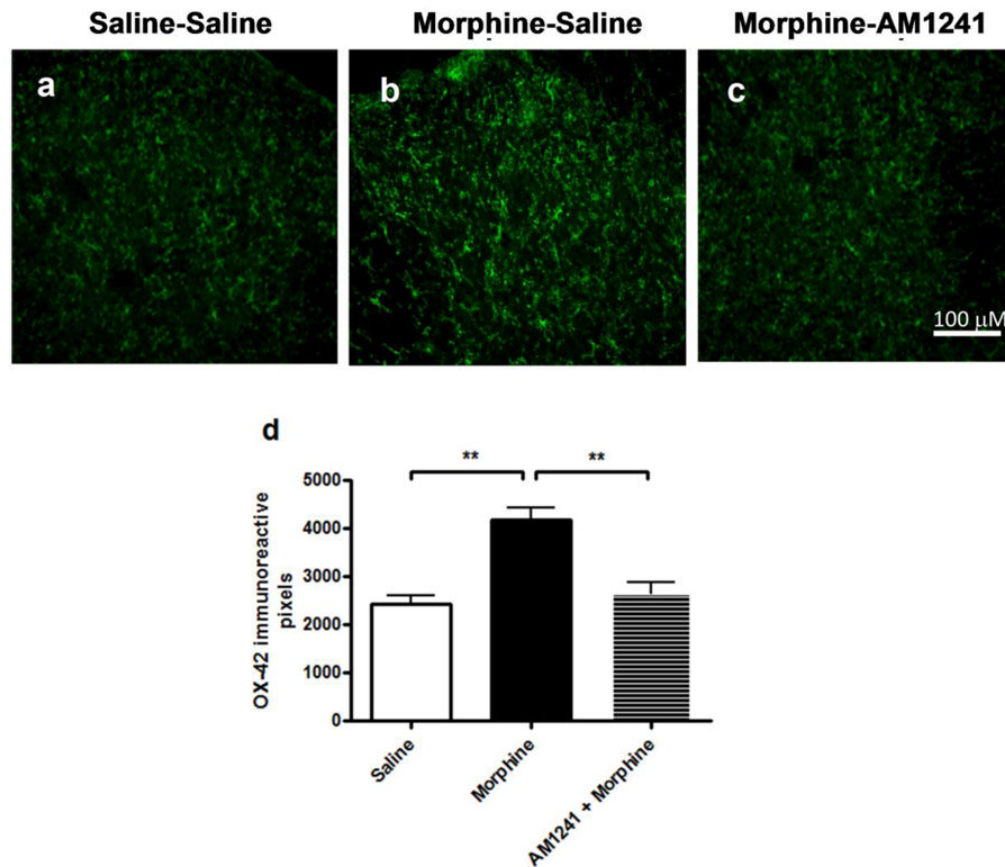 Saline-Saline
Morphine-Saline
Morphine-AM1241
a
b
c
100 µM
d
**
**
OX-42 immunoreactive
pixels
5000
4000
3000
2000
1000
0
Saline
Morphine
AM1241 + Morphine